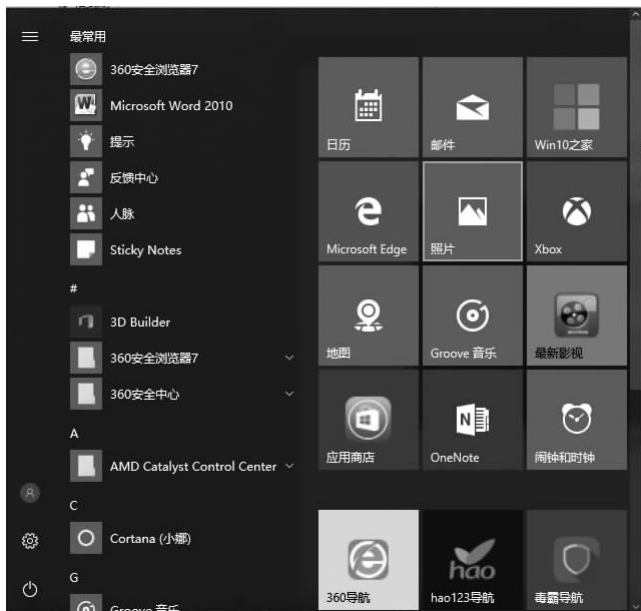 最常用
360安全浏览器7
Microsoft Word 2010
提示
反馈中心
人脉
Sticky Notes
#
3D Builder
360安全浏览器7
360安全中心
A
AMD Catalyst Control Center
C
Cortana (小娜)
G
Groove 音乐
日历
邮件
Win10之家
Microsoft Edge
照片
Xbox
地图
Groove 音乐
最新影视
应用商店
OneNote
闹钟和时钟
360导航
hao
hao123导航
毒霸导航